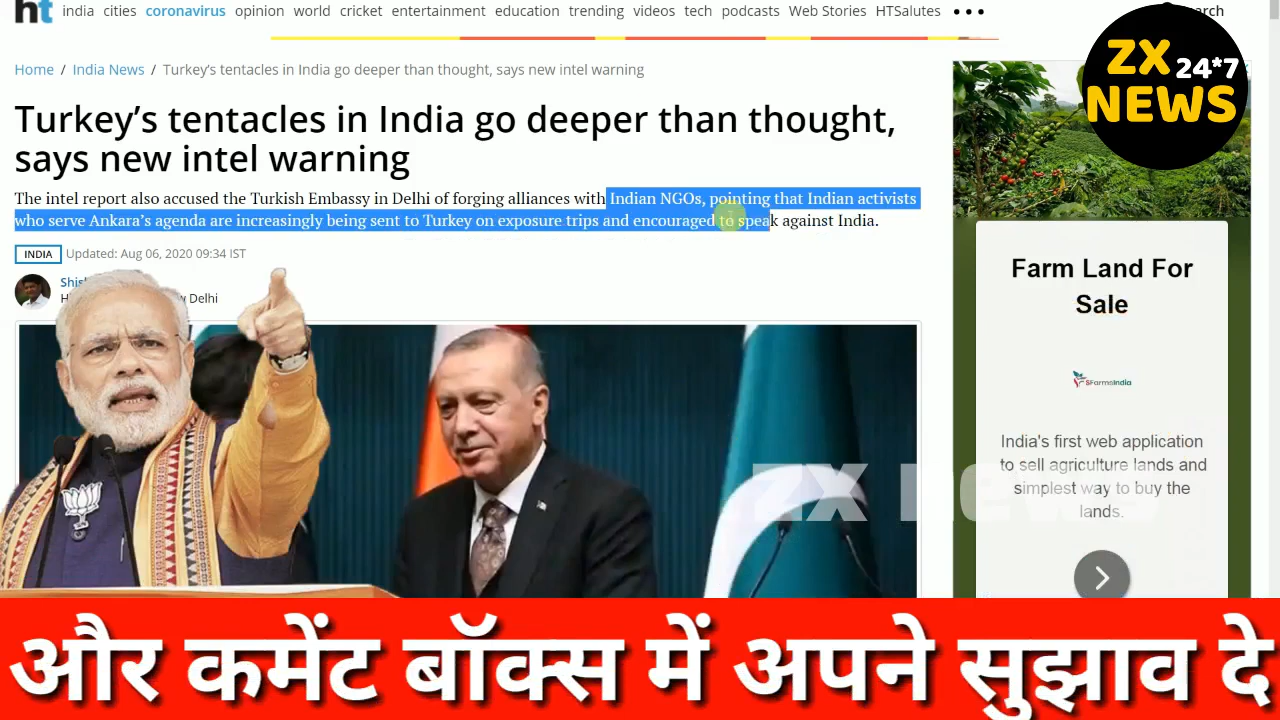 ht india cities coronavirus opinion world cricket entertainment education trending videos tech podcasts Web Stories HTSalutes •••
ZX 24*7
NEWS
Home / India News / Turkey's tentacles in India go deeper than thought, says new intel warning
Turkey's tentacles in India go deeper than thought,
says new intel warning
The intel report also accused the Turkish Embassy in Delhi of forging alliances with Indian NGOs, pointing that Indian activists
who serve Ankara's agenda are increasingly being sent to Turkey on exposure trips and encouraged to speak against India.
INDIA Updated: Aug 06, 2020 09:34 IST
Delhi
Farm Land For
Sale
SFarmsIndia
India's first web application
to sell agriculture lands and
simplest way to buy the
lands.
ZX News
और कमेंट बॉक्स में अपने सुझाव दे